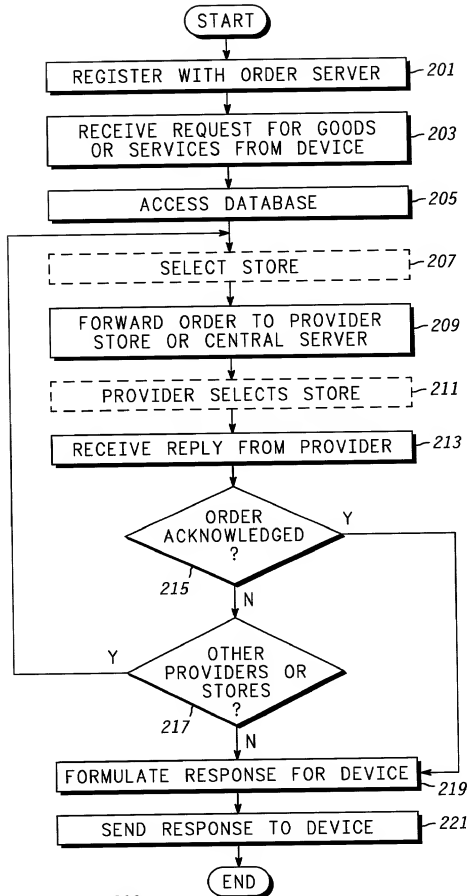 START
REGISTER WITH ORDER SERVER
201
RECEIVE REQUEST FOR GOODS
OR SERVICES FROM DEVICE
203
ACCESS DATABASE
205
SELECT STORE
207
FORWARD ORDER TO PROVIDER
STORE OR CENTRAL SERVER
209
PROVIDER SELECTS STORE
211
RECEIVE REPLY FROM PROVIDER
213
ORDER
ACKNOWLEDGED
?
Y
215
N
OTHER
PROVIDERS OR
STORES
?
Y
217
N
FORMULATE RESPONSE FOR DEVICE
219
SEND RESPONSE TO DEVICE
221
END